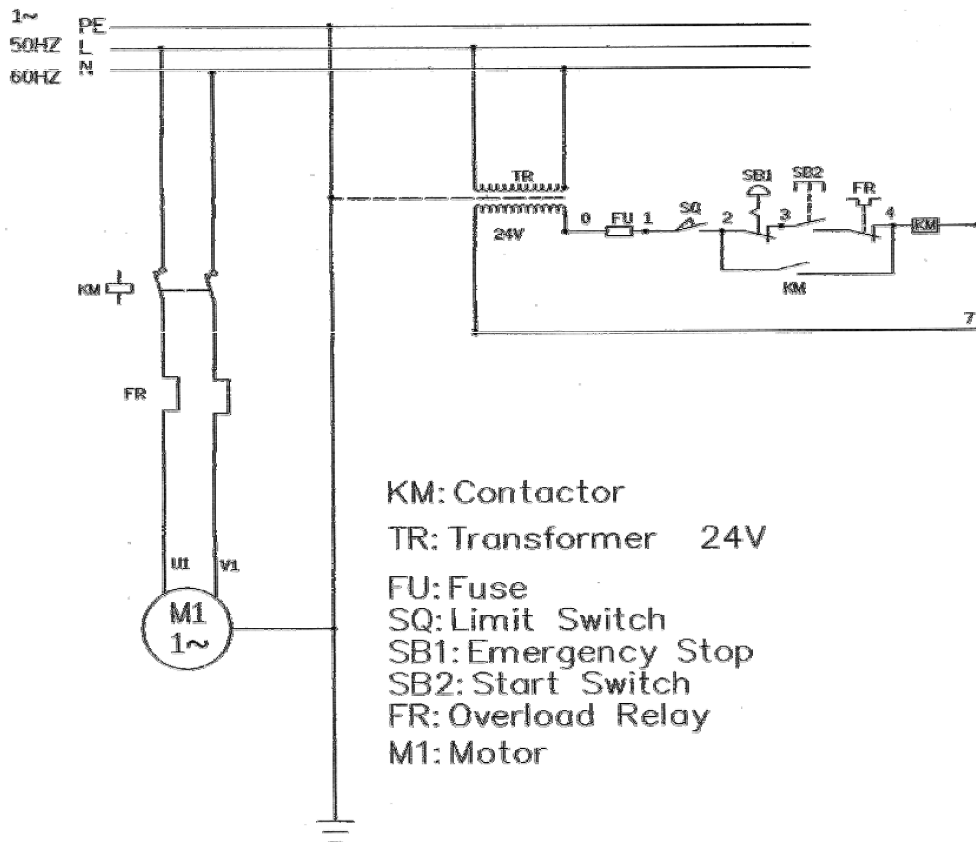 1~
PE
50HZ L
N
60HZ
TR
24V
0
FU
1
SQ
2
SB1
3
SB2
FR
4
KM
KM
7
KM
FR
U1
V1
M1
1~
KM: Contactor
TR: Transformer 24V
FU: Fuse
SQ: Limit Switch
SB1: Emergency Stop
SB2: Start Switch
FR: Overload Relay
M1: Motor